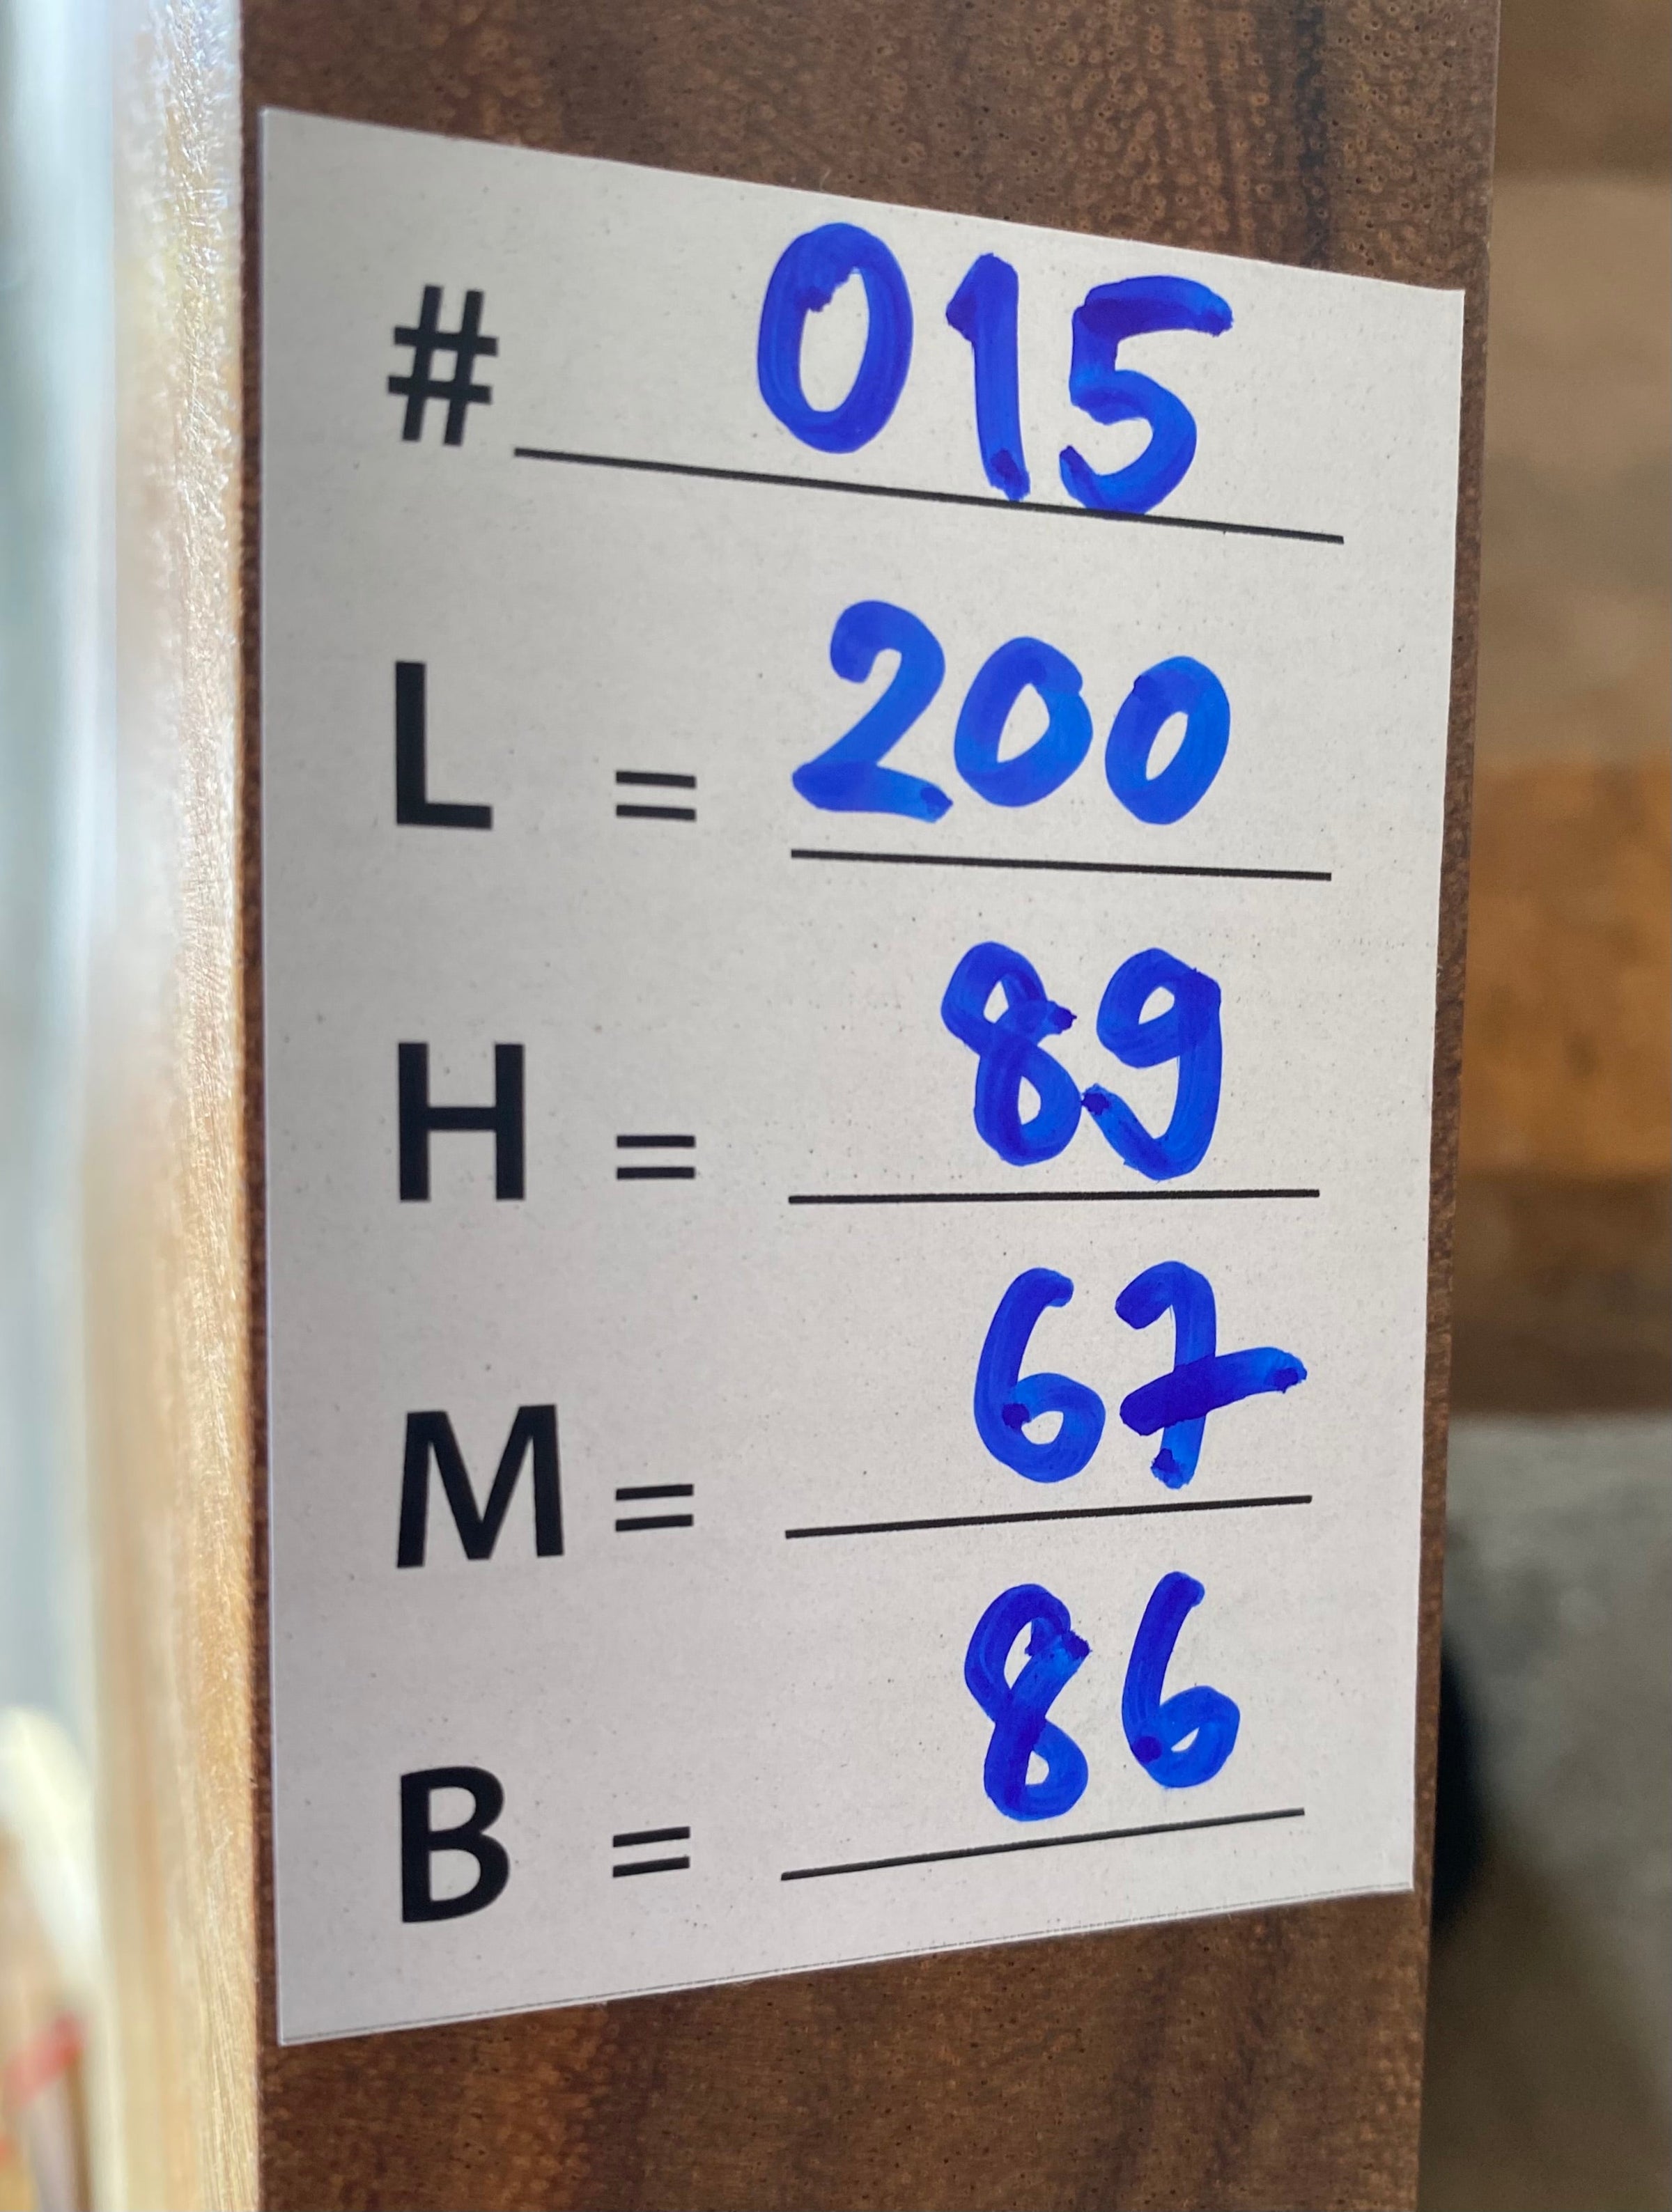 # 015
L = 200
H = 89
M = 67
B = 86